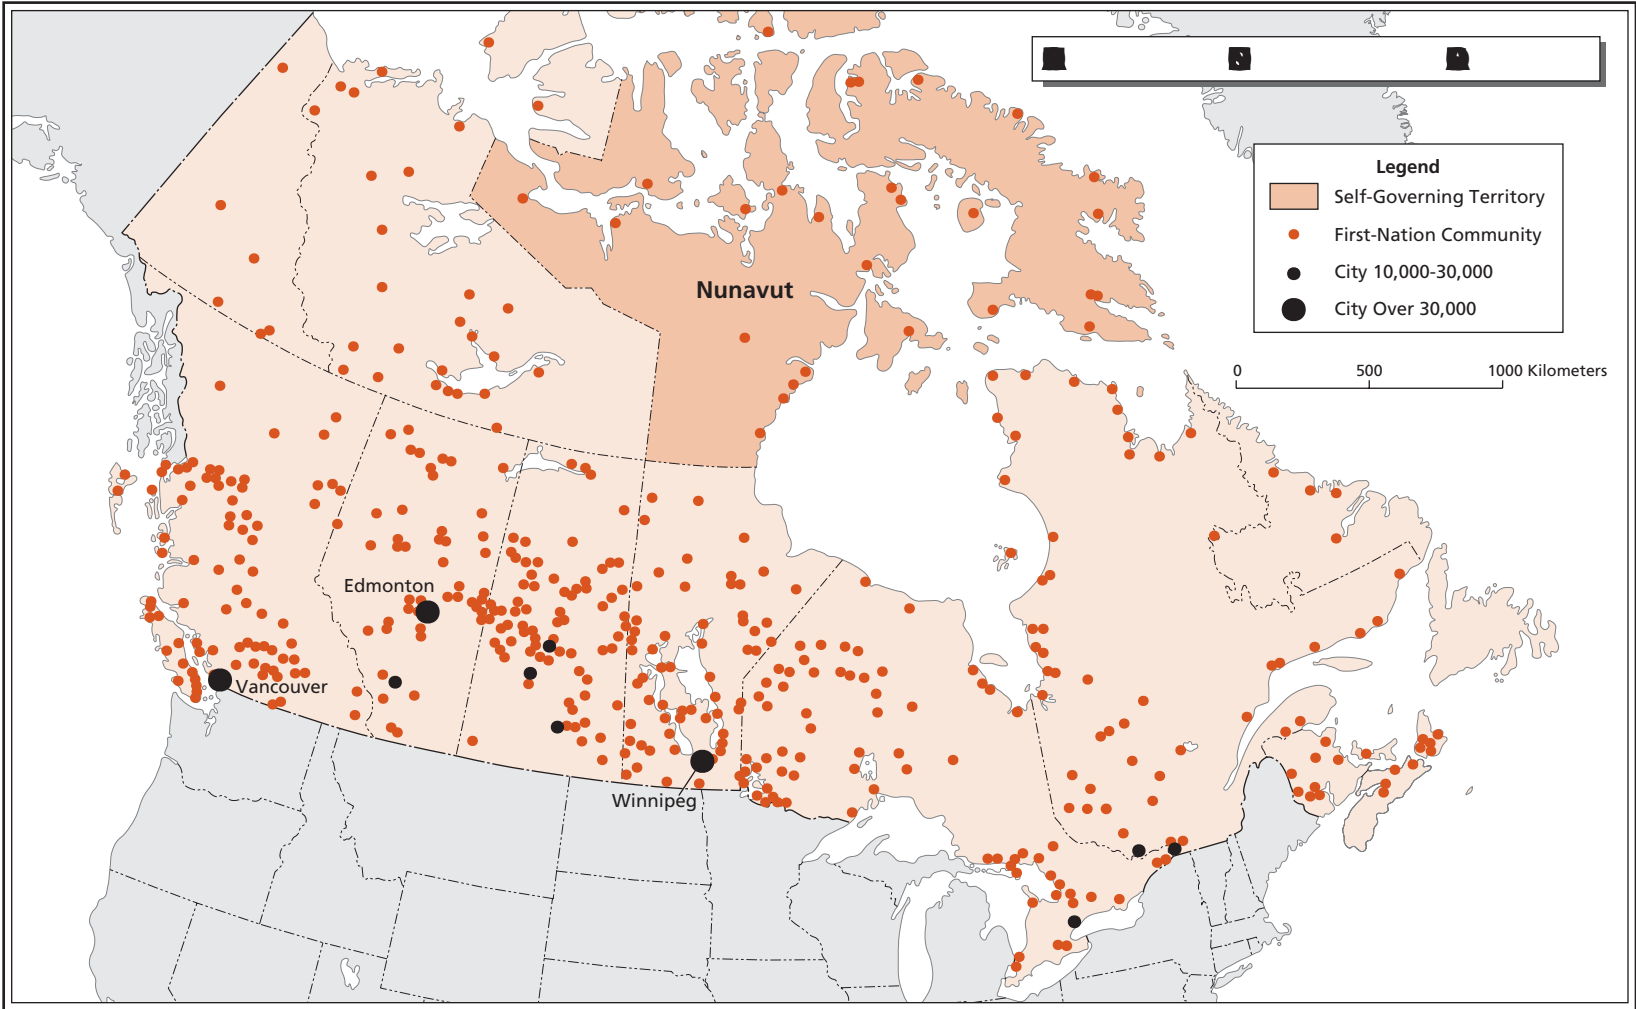 Legend
Self-Governing Territory
First-Nation Community
City 10,000-30,000
City Over 30,000
Nunavut
0 500 1000 Kilometers
Edmonton
Vancouver
Winnipeg